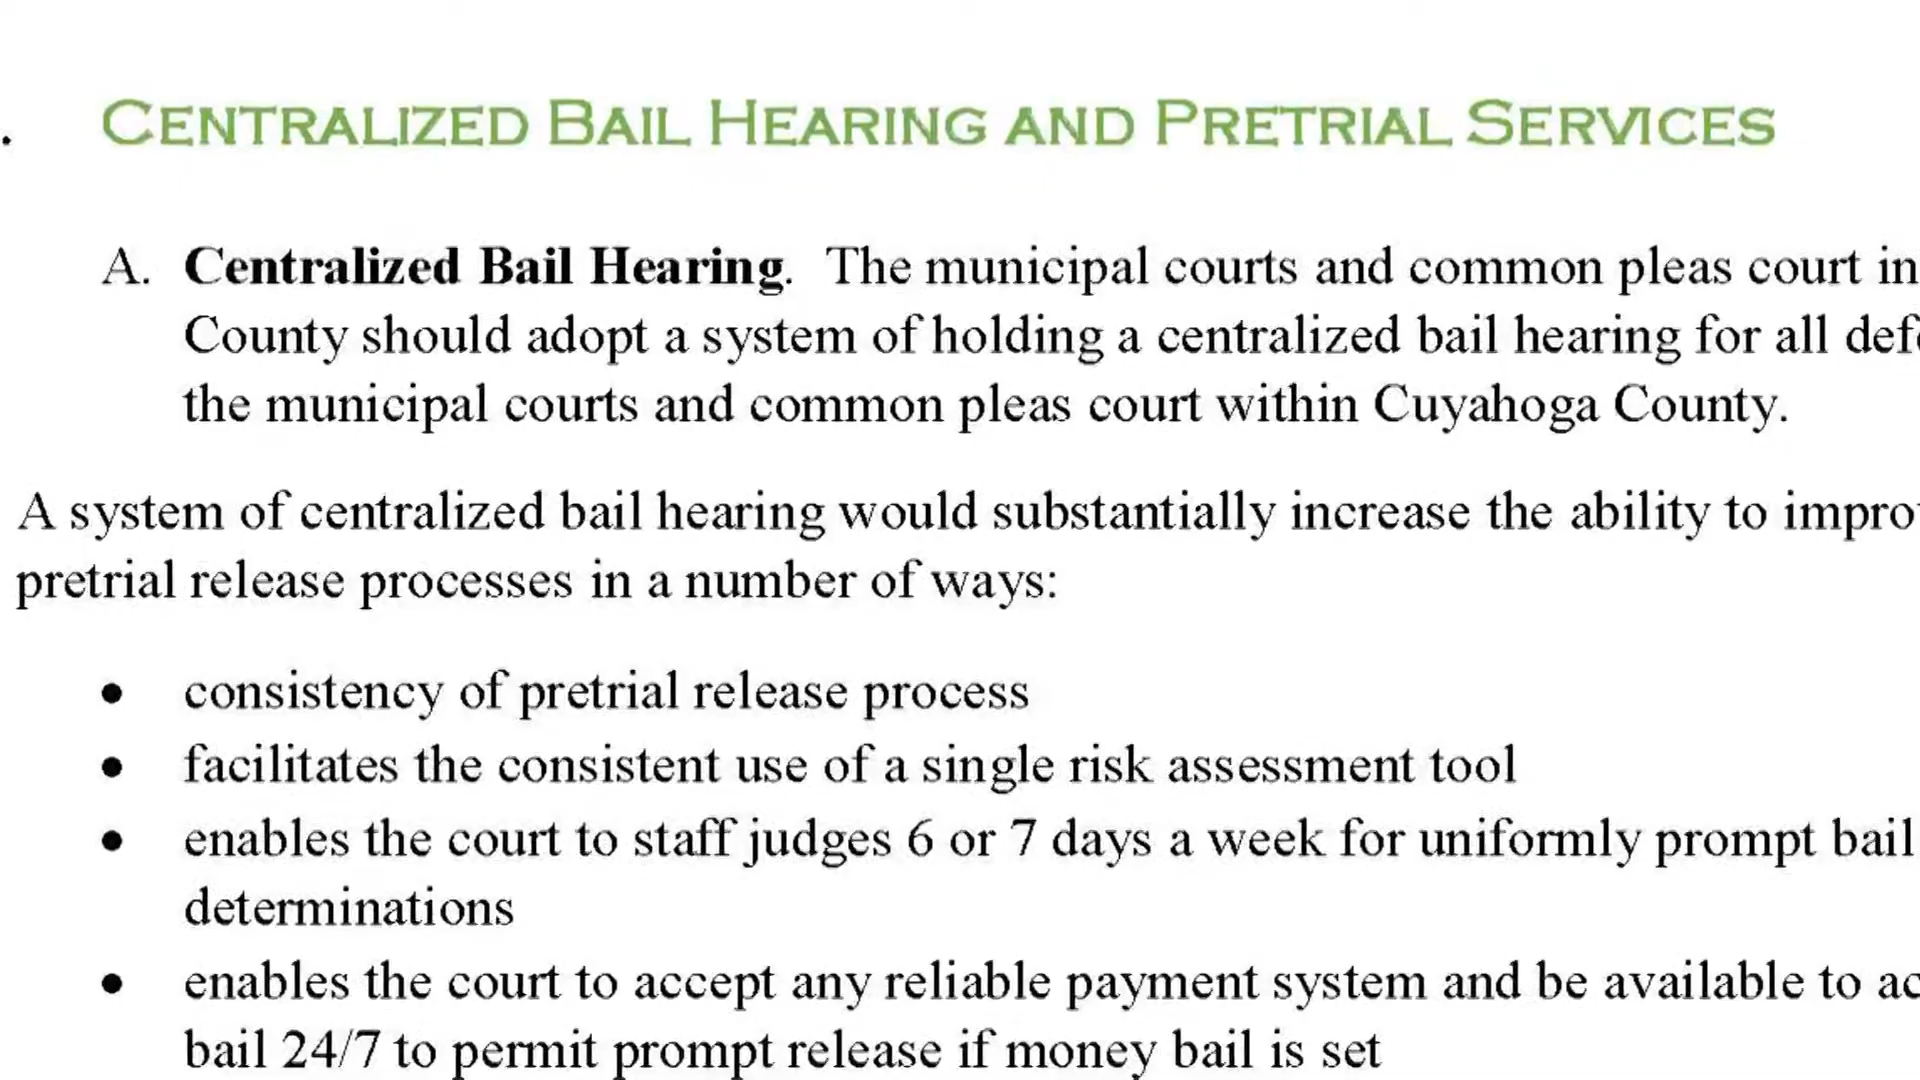 . CENTRALIZED BAIL HEARING AND PRETRIAL SERVICES
A. Centralized Bail Hearing. The municipal courts and common pleas court in
County should adopt a system of holding a centralized bail hearing for all
the municipal courts and common pleas court within Cuyahoga County.
A system of centralized bail hearing would substantially increase the ability to
pretrial release processes in a number of ways:
• consistency of pretrial release process
• facilitates the consistent use of a single risk assessment tool
• enables the court to staff judges 6 or 7 days a week for uniformly prompt bail
determinations
• enables the court to accept any reliable payment system and be available to
bail 24/7 to permit prompt release if money bail is set